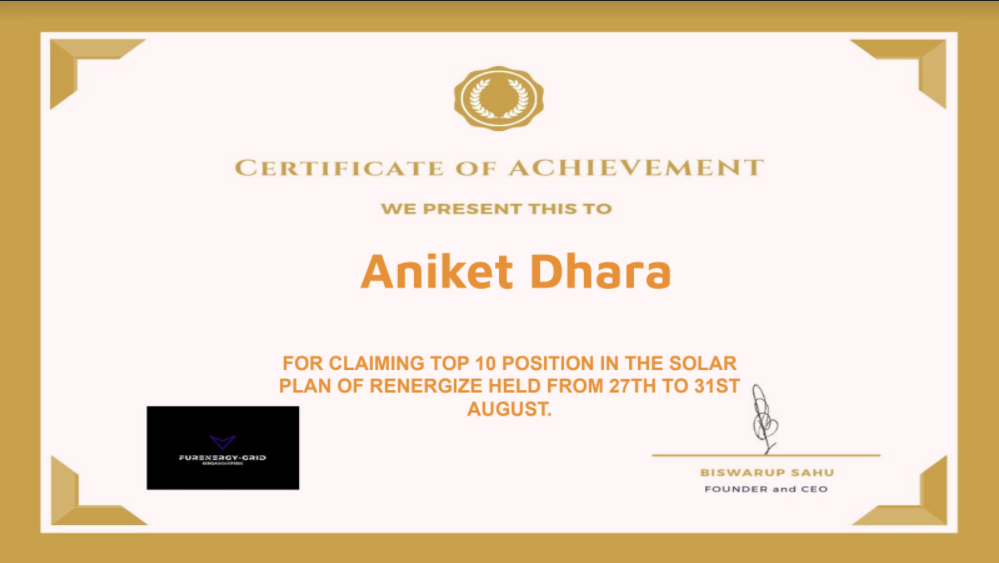 CERTIFICATE OF ACHIEVEMENT
WE PRESENT THIS TO
Aniket Dhara
FOR CLAIMING TOP 10 POSITION IN THE SOLAR
PLAN OF RENERGIZE HELD FROM 27TH TO 31ST
AUGUST.
FURENERGY-GRID
ORGANISATION
BISWARUP SAHU
FOUNDER and CEO